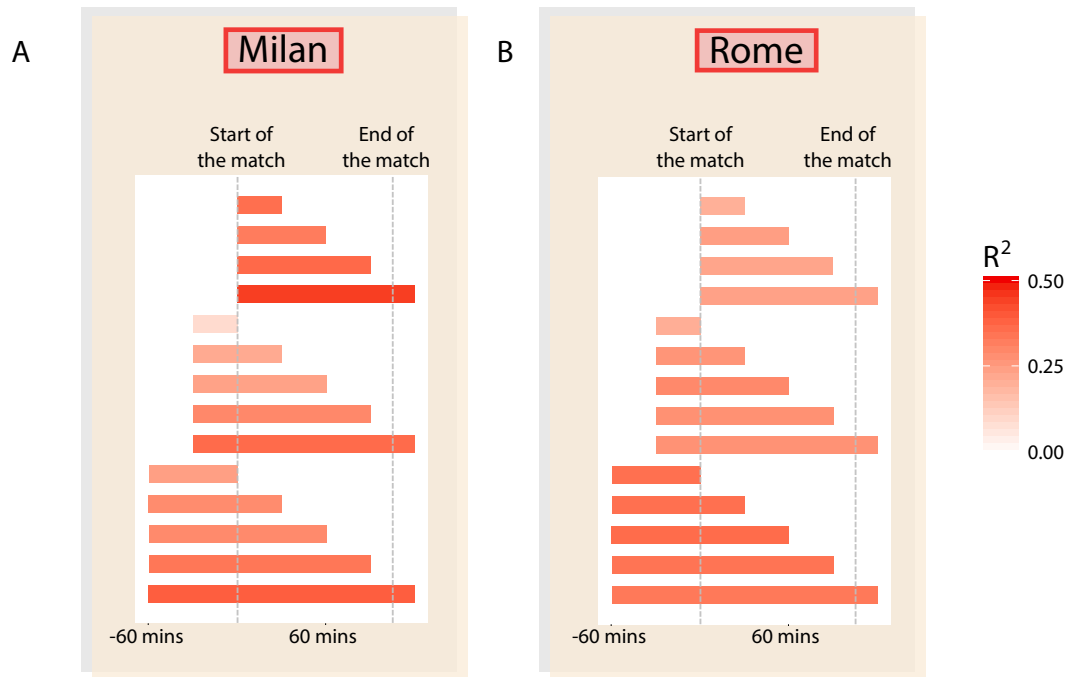 A
Milan
Start of
the match
End of
the match
-60 mins
60 mins
B
Rome
Start of
the match
End of
the match
-60 mins
60 mins
R²
0.50
0.25
0.00